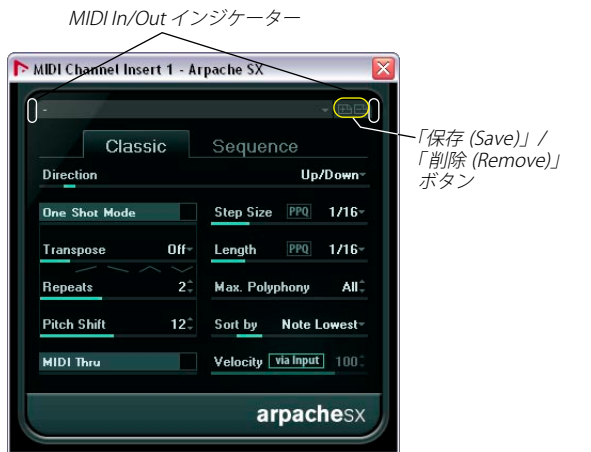 MIDI In/Out インジケーター
MIDI Channel Insert 1 - Arpache SX
-
「保存 (Save)」 /
「削除 (Remove)」
ボタン
Classic Sequence
Direction Up/Down
One Shot Mode Step Size PPQ 1/16
Transpose Off Length PPQ 1/16
Repeats 2 Max. Polyphony All
Pitch Shift 12 Sort by Note Lowest
MIDI Thru Velocity via Input 100
arpachesx